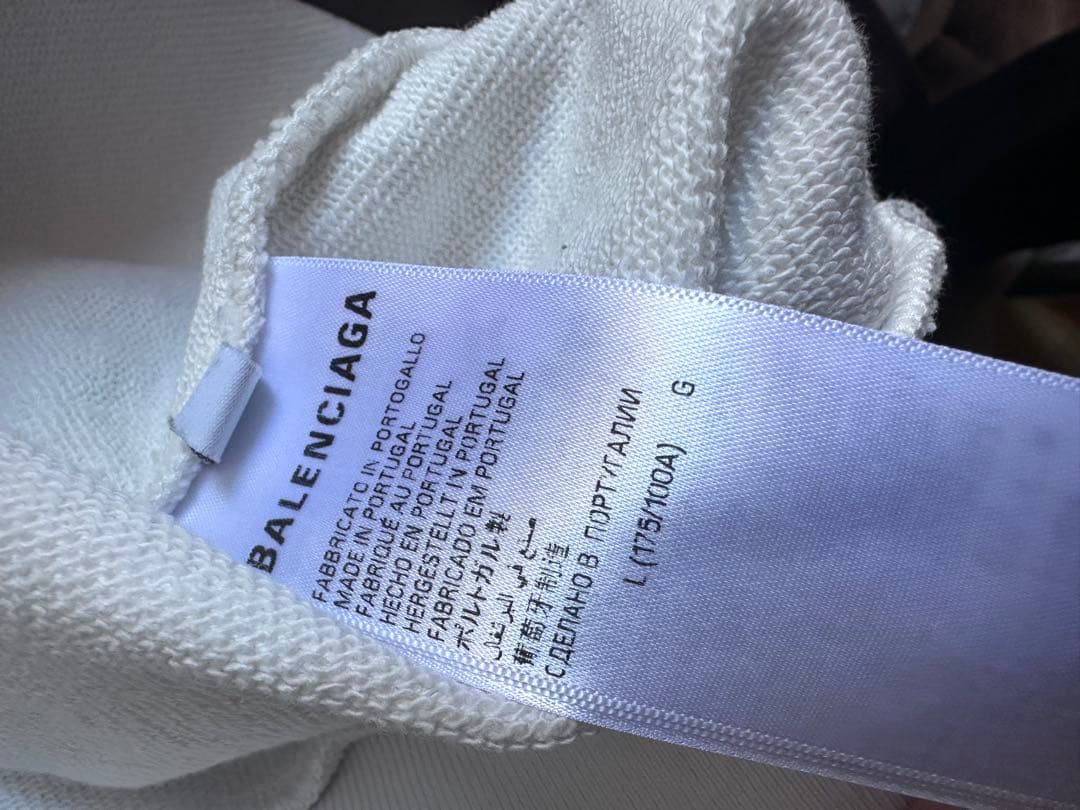 BALENCIAGA
FABBRICATO IN PORTOGALLO
MADE IN PORTUGAL
FABRIQUÉ AU PORTUGAL
HECHO EN PORTUGAL
HERGESTELLT IN PORTUGAL
FABRICADO EM PORTUGAL
ポルトガル製
صنع في البرتغال
葡萄牙制造
СДЕЛАНО В ПОРТУГАЛИИ
L (175/100A) G